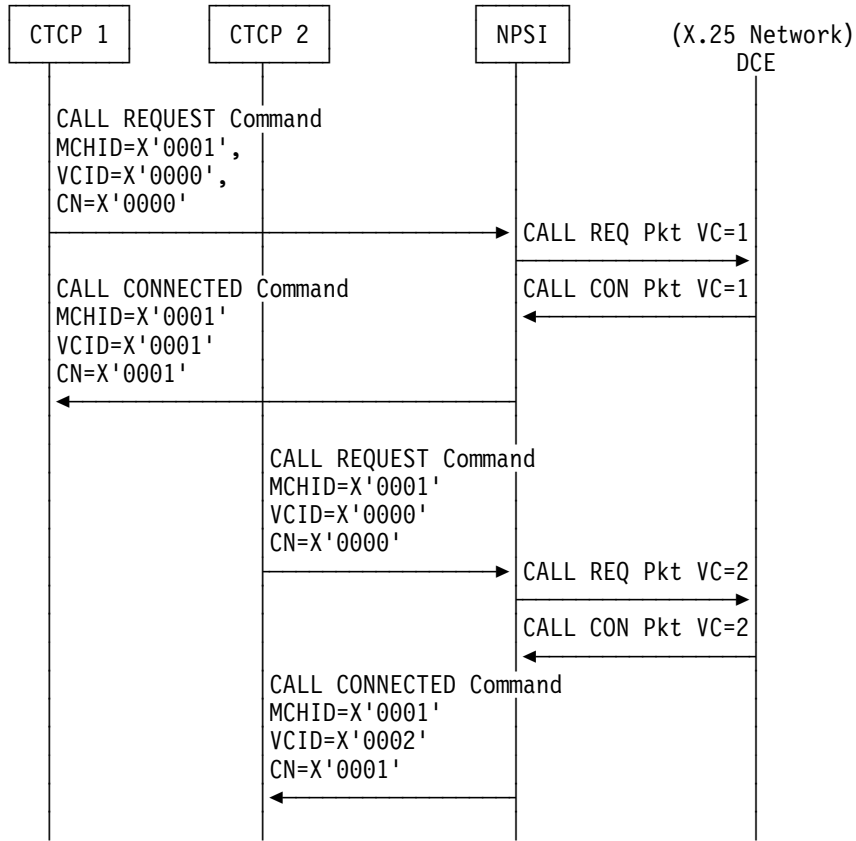 CTCP 1 CTCP 2 NPSI (X.25 Network)
DCE
CALL REQUEST Command
MCHID=X'0001',
VCID=X'0000',
CN=X'0000'
CALL REQ Pkt VC=1
CALL CONNECTED Command CALL CON Pkt VC=1
MCHID=X'0001'
VCID=X'0001'
CN=X'0001'
CALL REQUEST Command
MCHID=X'0001'
VCID=X'0000'
CN=X'0000'
CALL REQ Pkt VC=2
CALL CON Pkt VC=2
CALL CONNECTED Command
MCHID=X'0001'
VCID=X'0002'
CN=X'0001'